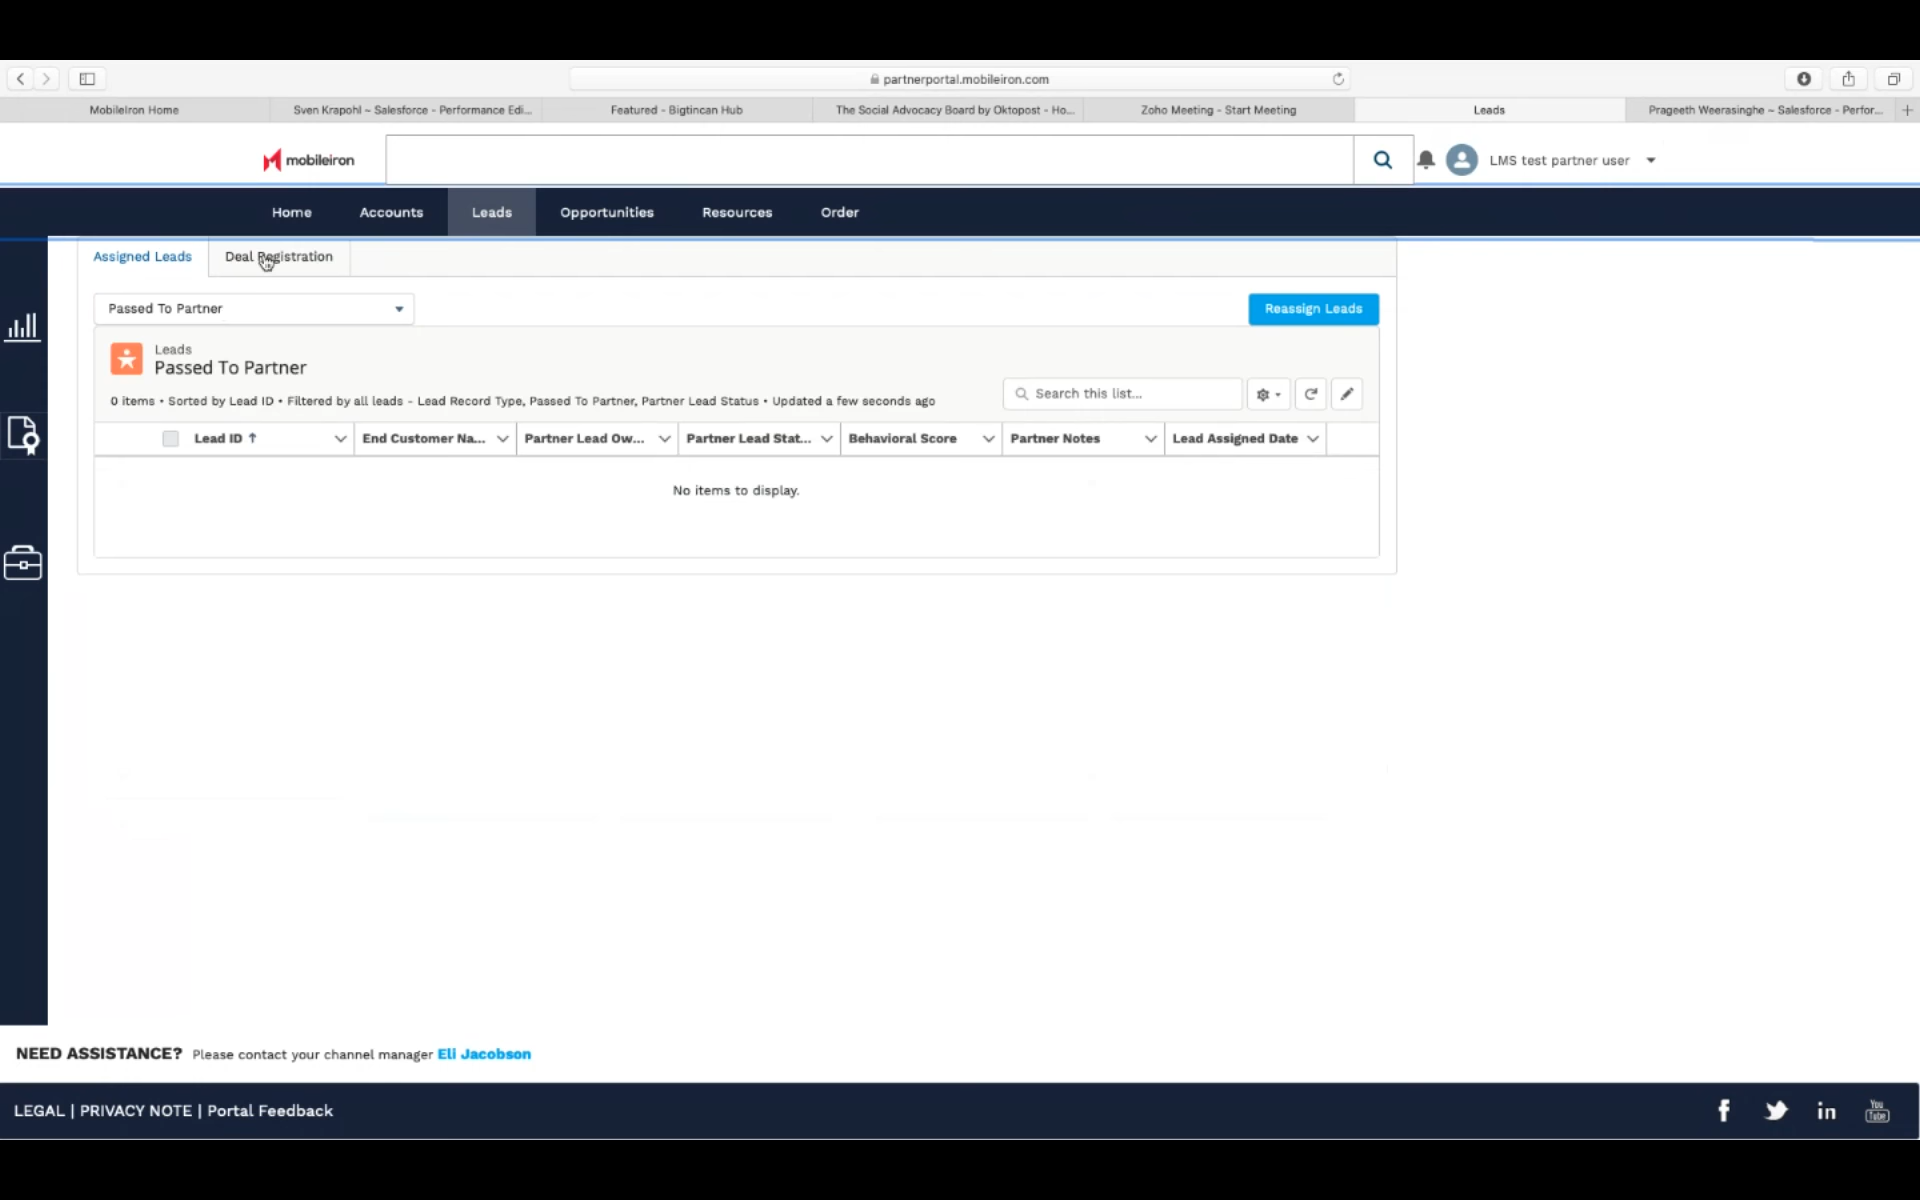 partnerportal.mobileiron.com
MobileIron Home
Sven Krapohl ~ Salesforce - Performance Edi...
Featured - Bigtincan Hub
The Social Advocacy Board by Oktopost - Ho...
Zoho Meeting - Start Meeting
Leads
Prageeth Weerasinghe ~ Salesforce - Perfor...
mobileiron
LMS test partner user
Home
Accounts
Leads
Opportunities
Resources
Order
Assigned Leads
Deal Registration
Passed To Partner
Reassign Leads
Leads
Passed To Partner
0 items • Sorted by Lead ID • Filtered by all leads - Lead Record Type, Passed To Partner, Partner Lead Status • Updated a few seconds ago
Search this list...
Lead ID ↑
End Customer Na...
Partner Lead Ow...
Partner Lead Stat...
Behavioral Score
Partner Notes
Lead Assigned Date
No items to display.
NEED ASSISTANCE? Please contact your channel manager Eli Jacobson
LEGAL | PRIVACY NOTE | Portal Feedback
You
Tube